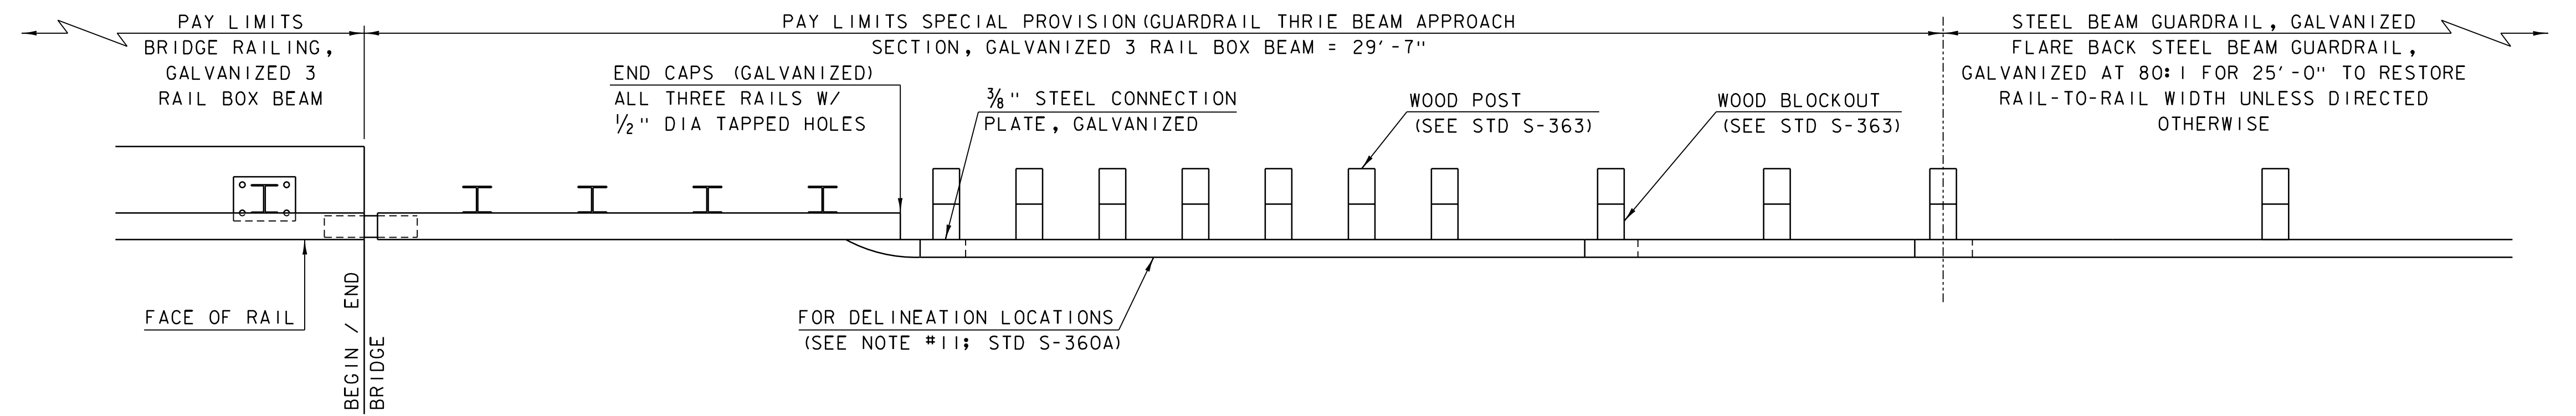 PAY LIMITS
BRIDGE RAILING,
GALVANIZED 3
RAIL BOX BEAM
PAY LIMITS SPECIAL PROVISION (GUARDRAIL THRIE BEAM APPROACH
SECTION, GALVANIZED 3 RAIL BOX BEAM = 29'-7"
STEEL BEAM GUARDRAIL, GALVANIZED
FLARE BACK STEEL BEAM GUARDRAIL,
GALVANIZED AT 80:1 FOR 25'-0" TO RESTORE
RAIL-TO-RAIL WIDTH UNLESS DIRECTED
OTHERWISE
END CAPS (GALVANIZED)
ALL THREE RAILS W/
1/2" DIA TAPPED HOLES
3/8" STEEL CONNECTION
PLATE, GALVANIZED
WOOD POST
(SEE STD S-363)
WOOD BLOCKOUT
(SEE STD S-363)
FACE OF RAIL
BEGIN / END
BRIDGE
FOR DELINEATION LOCATIONS
(SEE NOTE #11; STD S-360A)